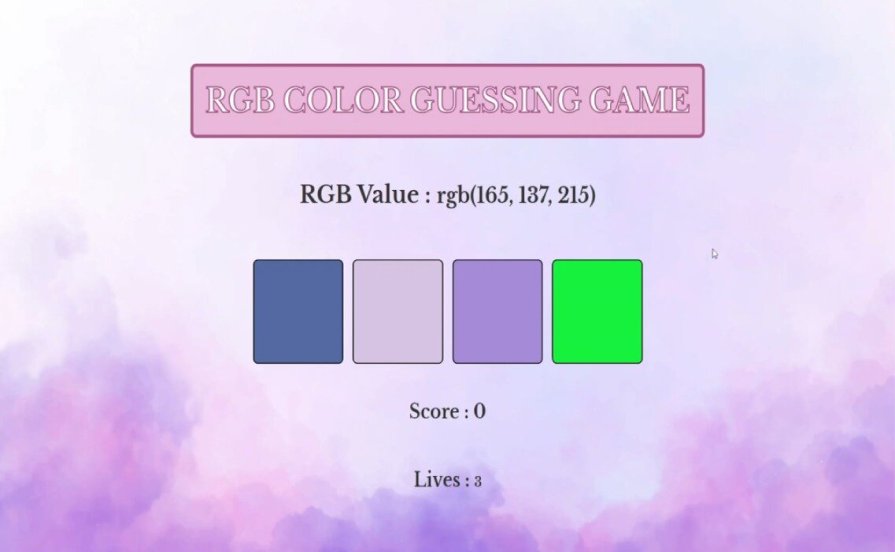 RGB COLOR GUESSING GAME
RGB Value : rgb(165, 137, 215)
Score : 0
Lives : 3